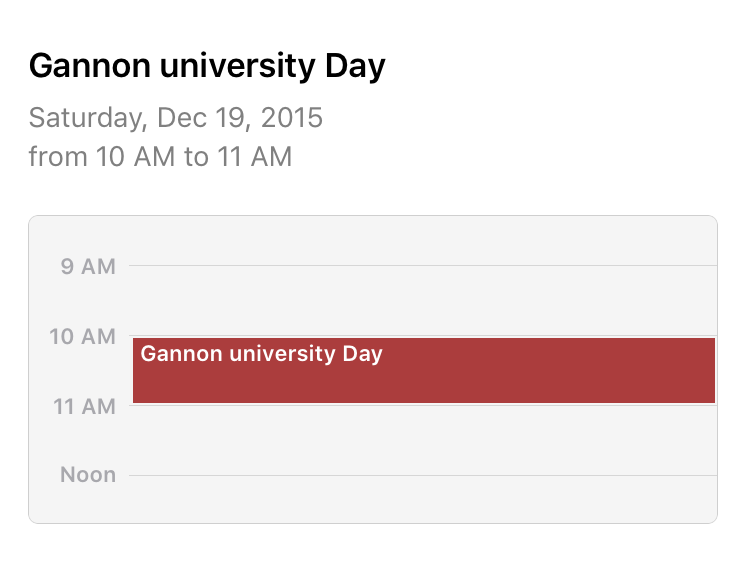 Gannon university Day
Saturday, Dec 19, 2015
from 10 AM to 11 AM
9 AM
10 AM
Gannon university Day
11 AM
Noon